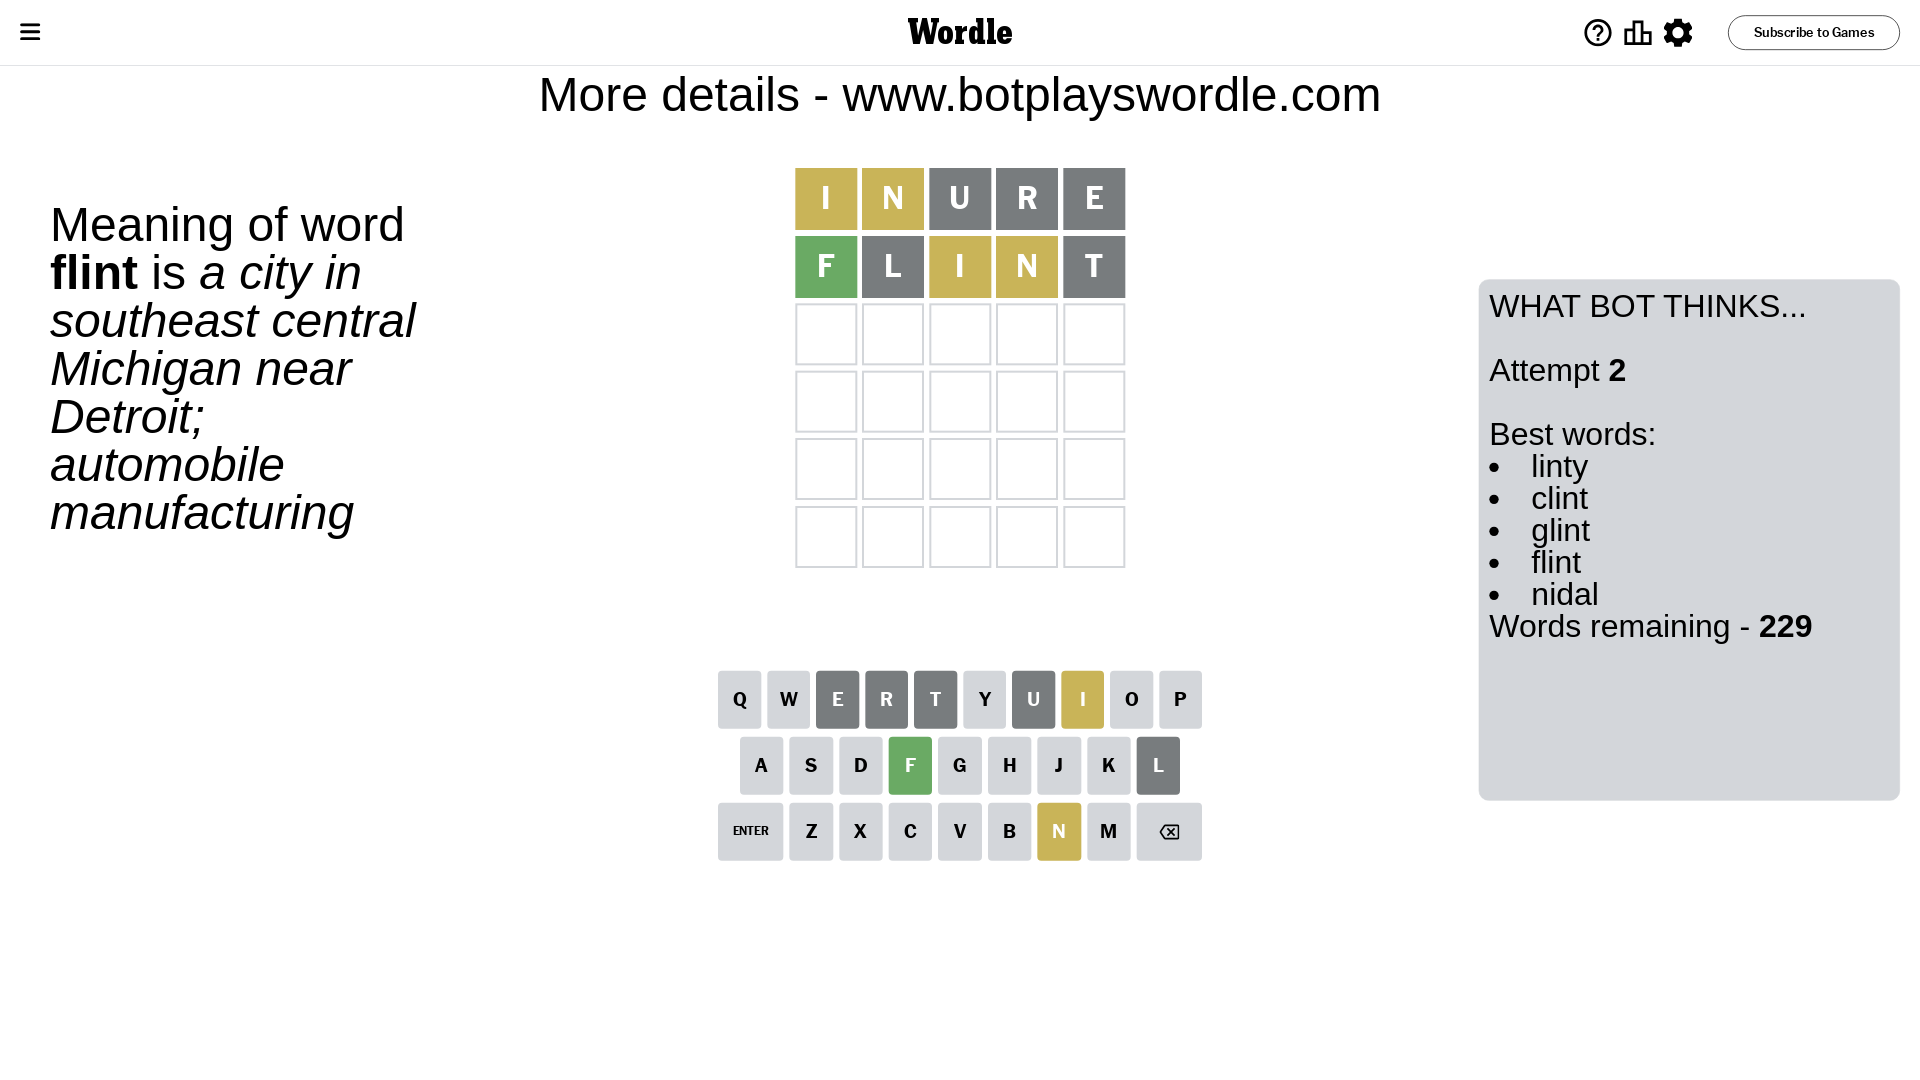 Wordle
Subscribe to Games
More details - www.botplayswordle.com
Meaning of word
flint is a city in
southeast central
Michigan near
Detroit;
automobile
manufacturing
I N U R E
F L I N T
WHAT BOT THINKS...
Attempt 2
Best words:
• linty
• clint
• glint
• flint
• nidal
Words remaining - 229
Q W E R T Y U I O P
A S D F G H J K L
ENTER Z X C V B N M